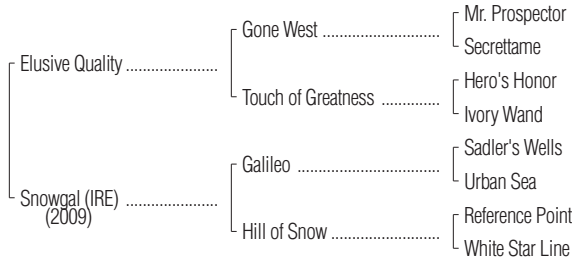 Mr. Prospector
Gone West ........................
Secrettame
Elusive Quality .....................
Hero's Honor
Touch of Greatness .............
Ivory Wand
Sadler's Wells
Galileo ................................
Urban Sea
Snowgal (IRE) .....................
(2009)
Reference Point
Hill of Snow ........................
White Star Line